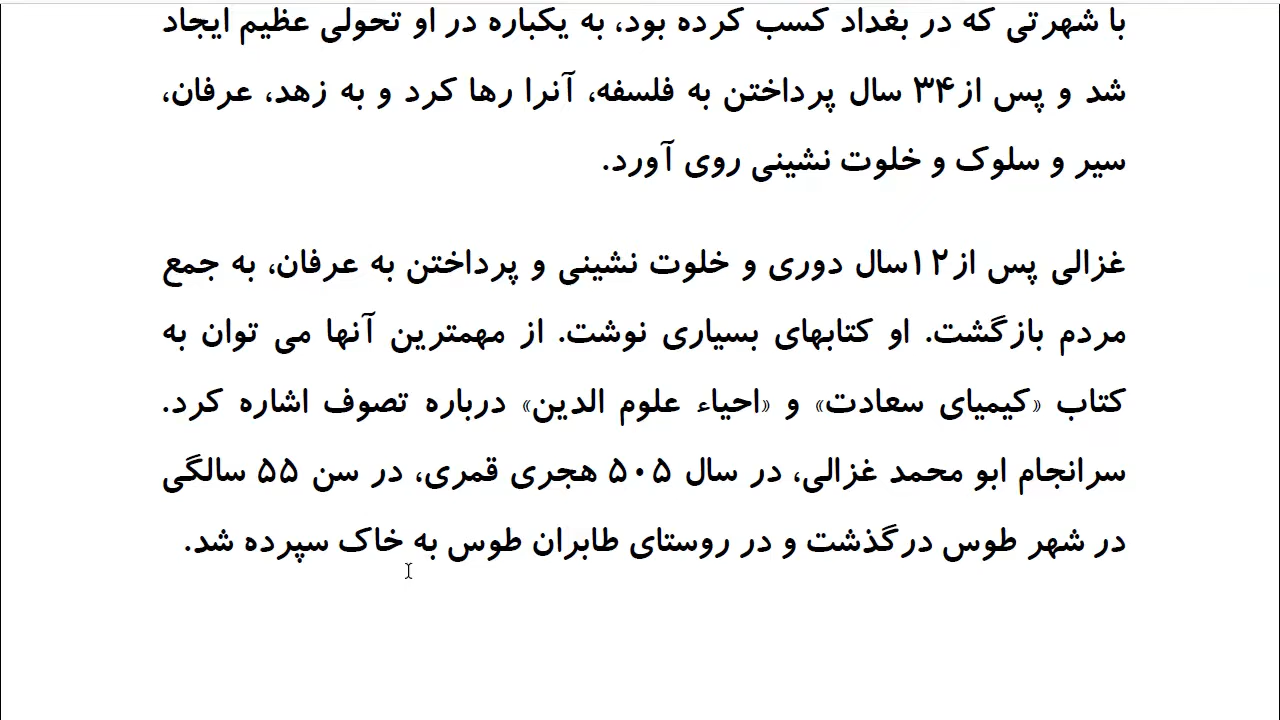 با شهرتی که در بغداد کسب کرده بود، به یکباره در او تحولی عظیم ایجاد
شد و پس از۳۴ سال پرداختن به فلسفه، آنرا رها کرد و به زهد، عرفان،
سیر و سلوک و خلوت نشینی روی آورد.
غزالی پس از۱۲سال دوری و خلوت نشینی و پرداختن به عرفان، به جمع
مردم بازگشت. او کتابهای بسیاری نوشت. از مهمترین آنها می توان به
کتاب «کیمیای سعادت» و «احیاء علوم الدین» درباره تصوف اشاره کرد.
سرانجام ابو محمد غزالی، در سال ۵۰۵ هجری قمری، در سن ۵۵ سالگی
در شهر طوس درگذشت و در روستای طابران طوس به خاک سپرده شد.